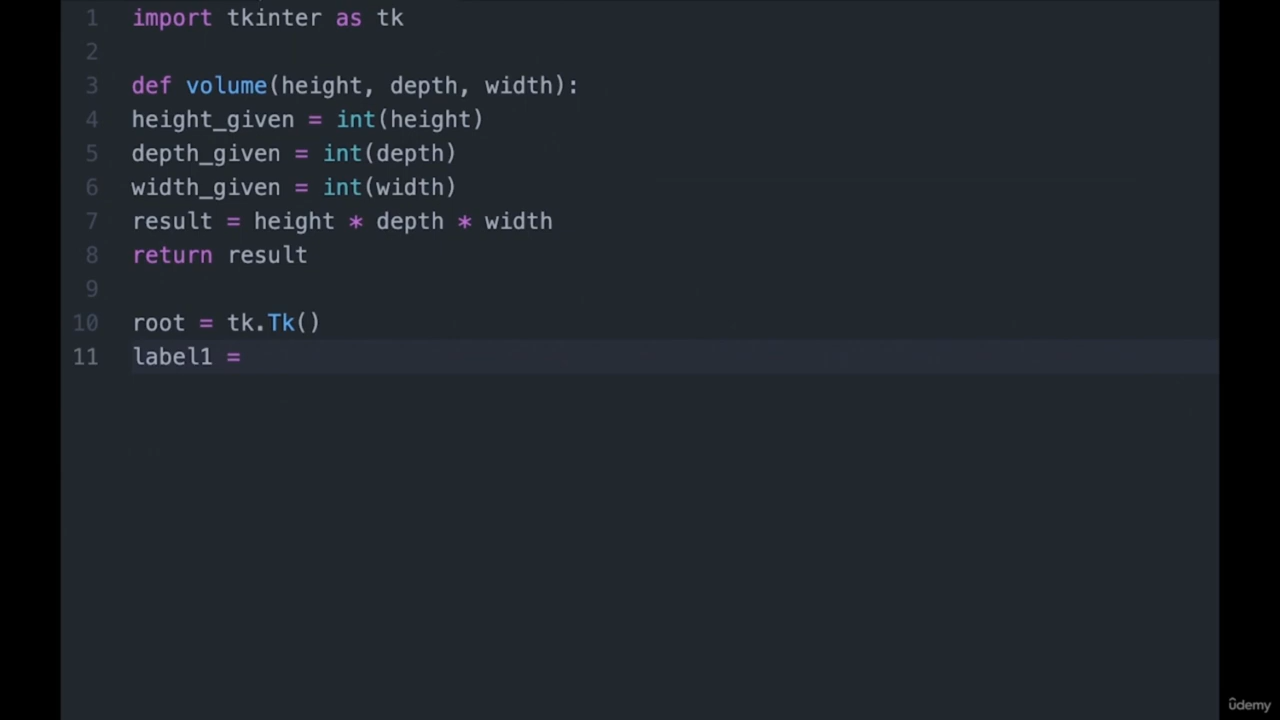 1 import tkinter as tk
2
3 def volume(height, depth, width):
4 height_given = int(height)
5 depth_given = int(depth)
6 width_given = int(width)
7 result = height * depth * width
8 return result
9
10 root = tk.Tk()
11 label1 =
ûdemy